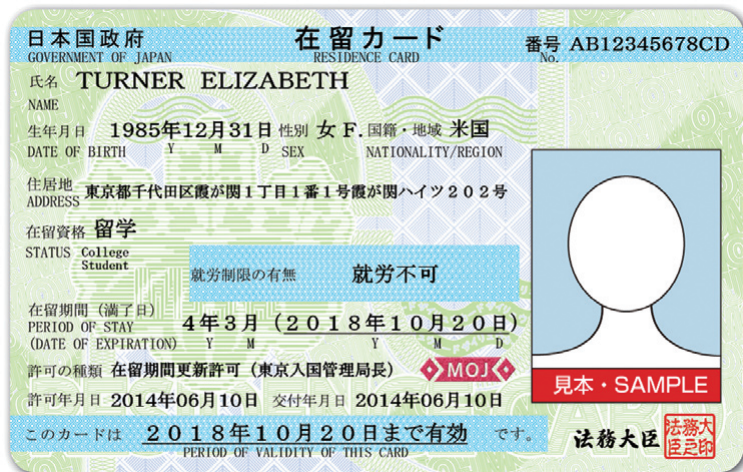 日本国政府 在留カード 番号 AB12345678CD
GOVERNMENT OF JAPAN RESIDENCE CARD No.
氏名 TURNER ELIZABETH
NAME
生年月日 1985年12月31日 性別 女 F. 国籍・地域 米国
DATE OF BIRTH Y M D SEX NATIONALITY/REGION
住居地 東京都千代田区霞が関1丁目1番1号霞が関ハイツ202号
ADDRESS
在留資格 留学
STATUS College
Student
就労制限の有無 就労不可
在留期間(満了日)
PERIOD OF STAY 4年3月(2018年10月20日)
(DATE OF EXPIRATION) Y M Y M D
許可の種類 在留期間更新許可(東京入国管理局長) MOJ
見本・SAMPLE
許可年月日 2014年06月10日 交付年月日 2014年06月10日
このカードは 2018年10月20日まで有効 です。
PERIOD OF VALIDITY OF THIS CARD
法務大臣 法務大臣之印